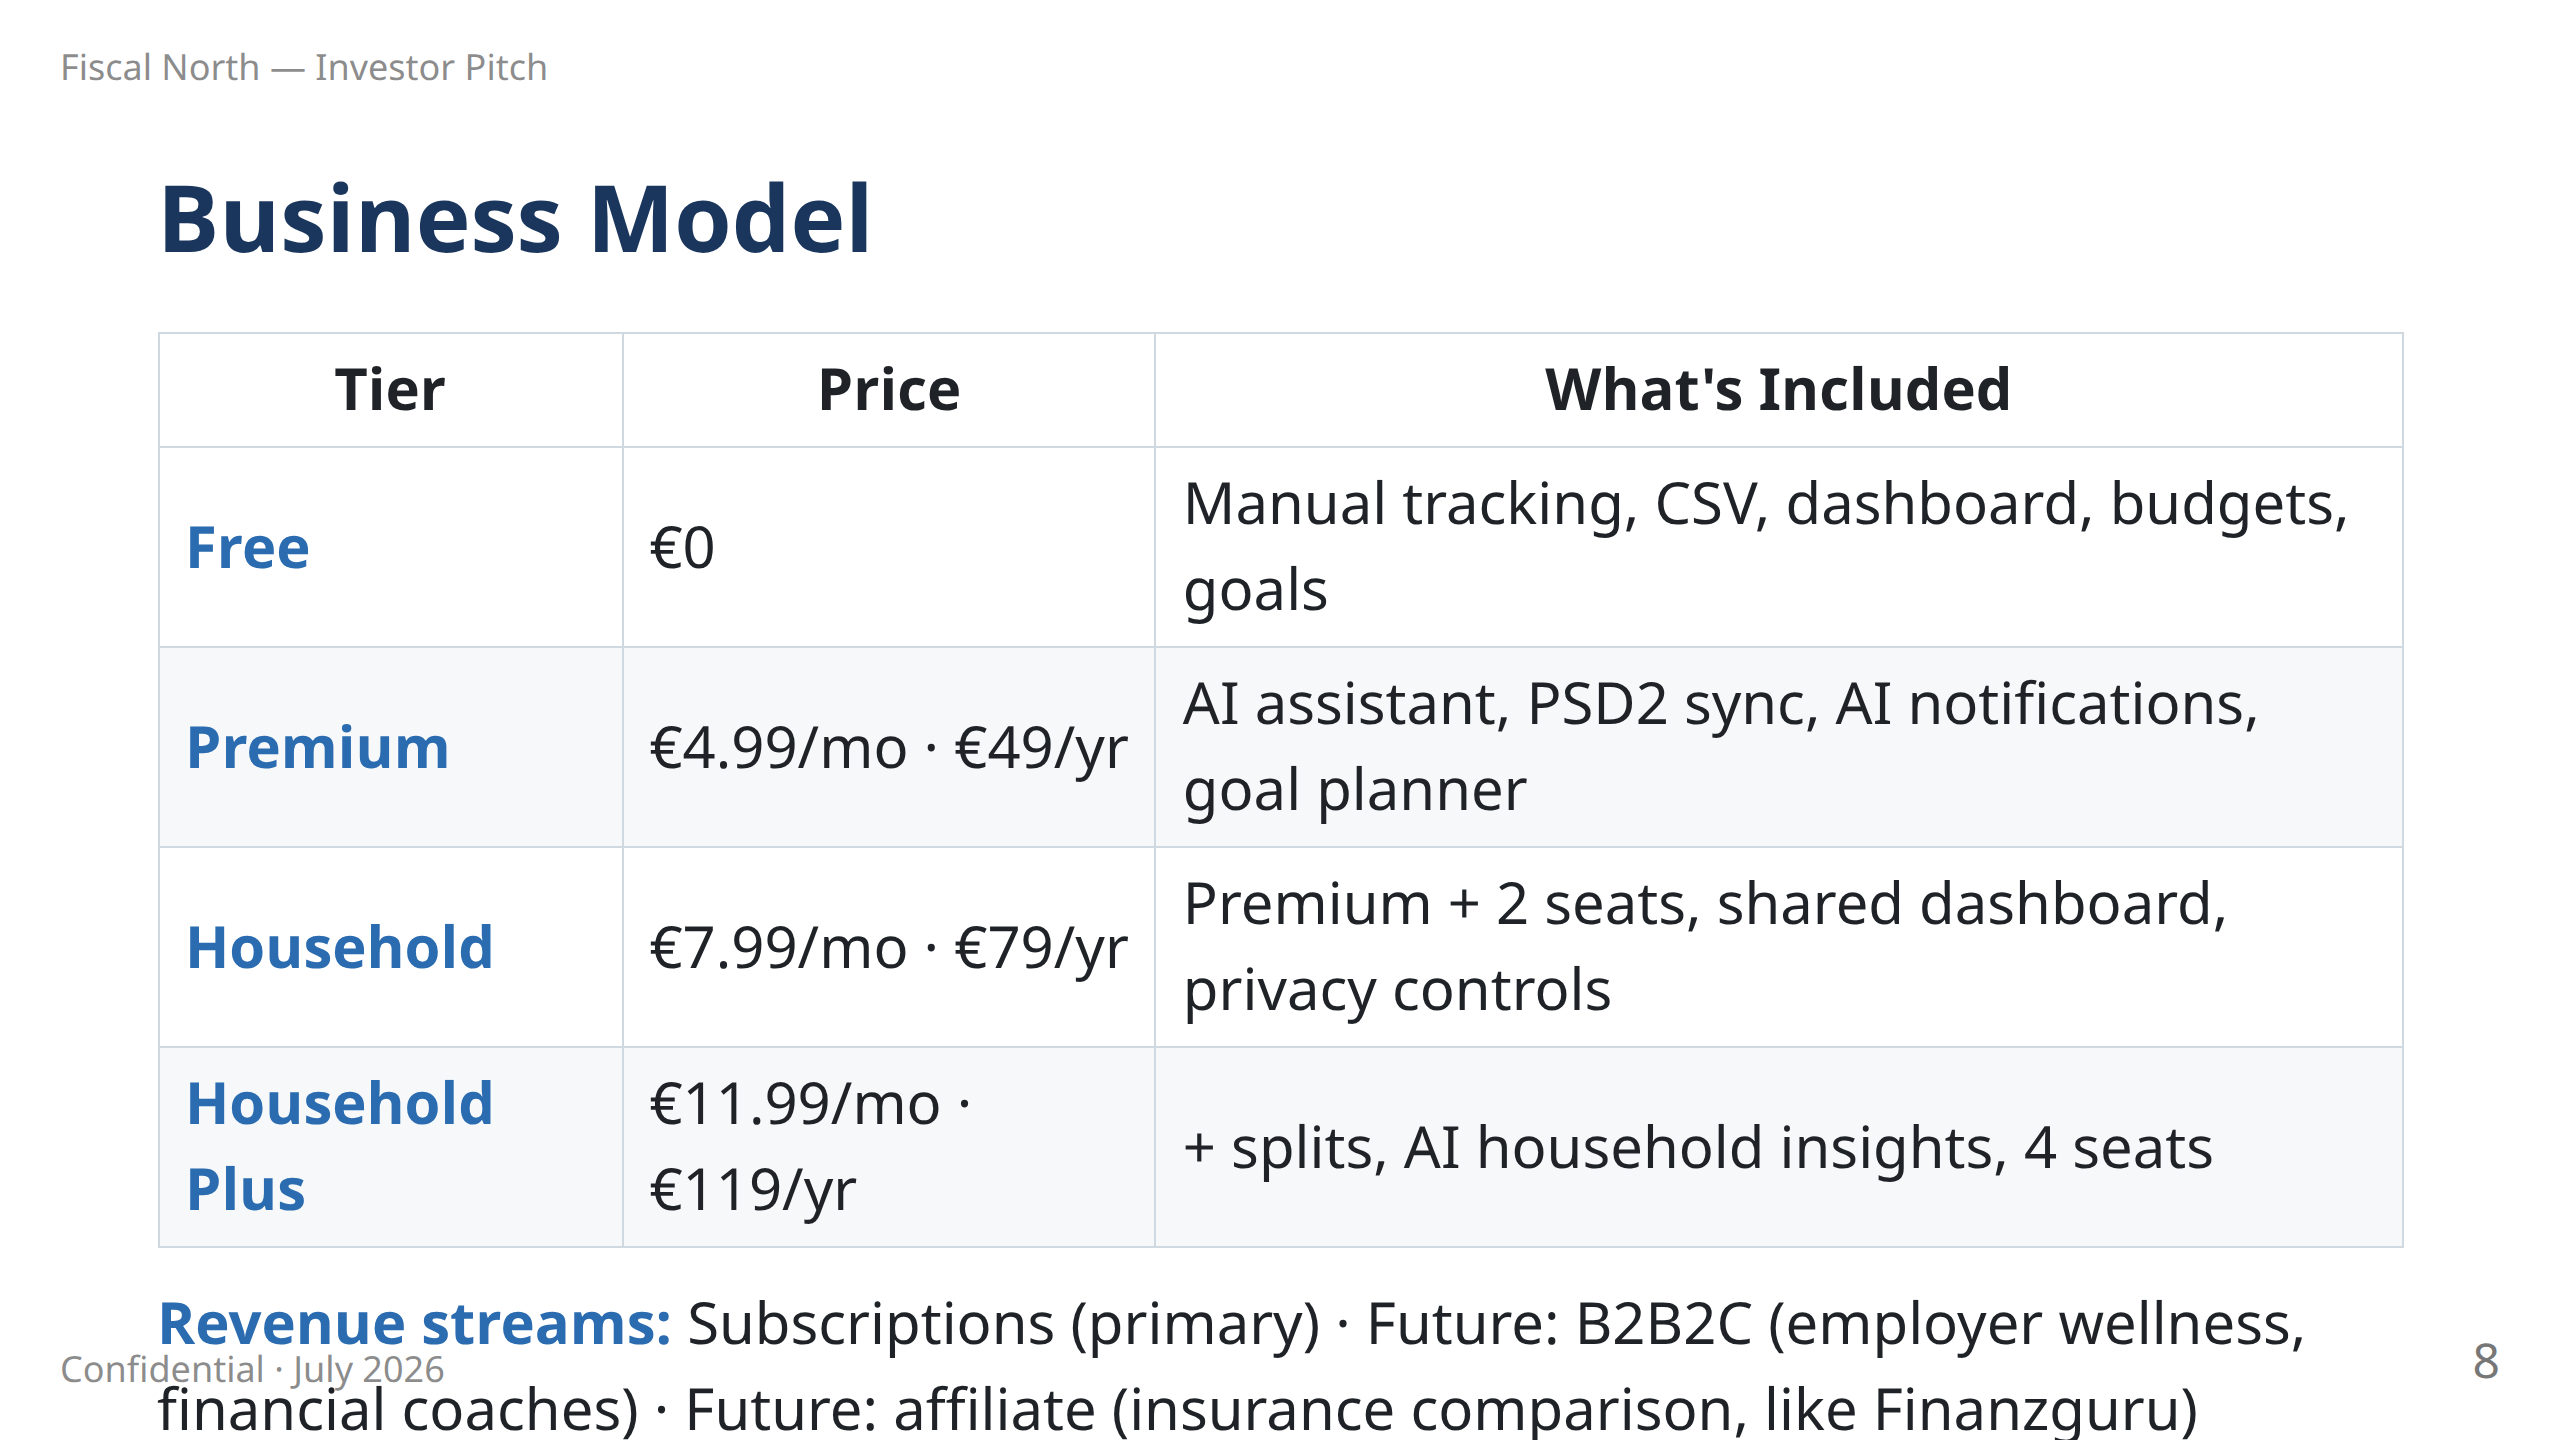 Fiscal North — Investor Pitch
Business Model
Tier Price What's Included
Free €0 Manual tracking, CSV, dashboard, budgets,
goals
Premium €4.99/mo · €49/yr AI assistant, PSD2 sync, AI notifications,
goal planner
Household €7.99/mo · €79/yr Premium + 2 seats, shared dashboard,
privacy controls
Household
Plus
€11.99/mo ·
€119/yr
+ splits, AI household insights, 4 seats
Revenue streams: Subscriptions (primary) · Future: B2B2C (employer wellness,
financial coaches) · Future: affiliate (insurance comparison, like Finanzguru)
Confidential · July 2026
8